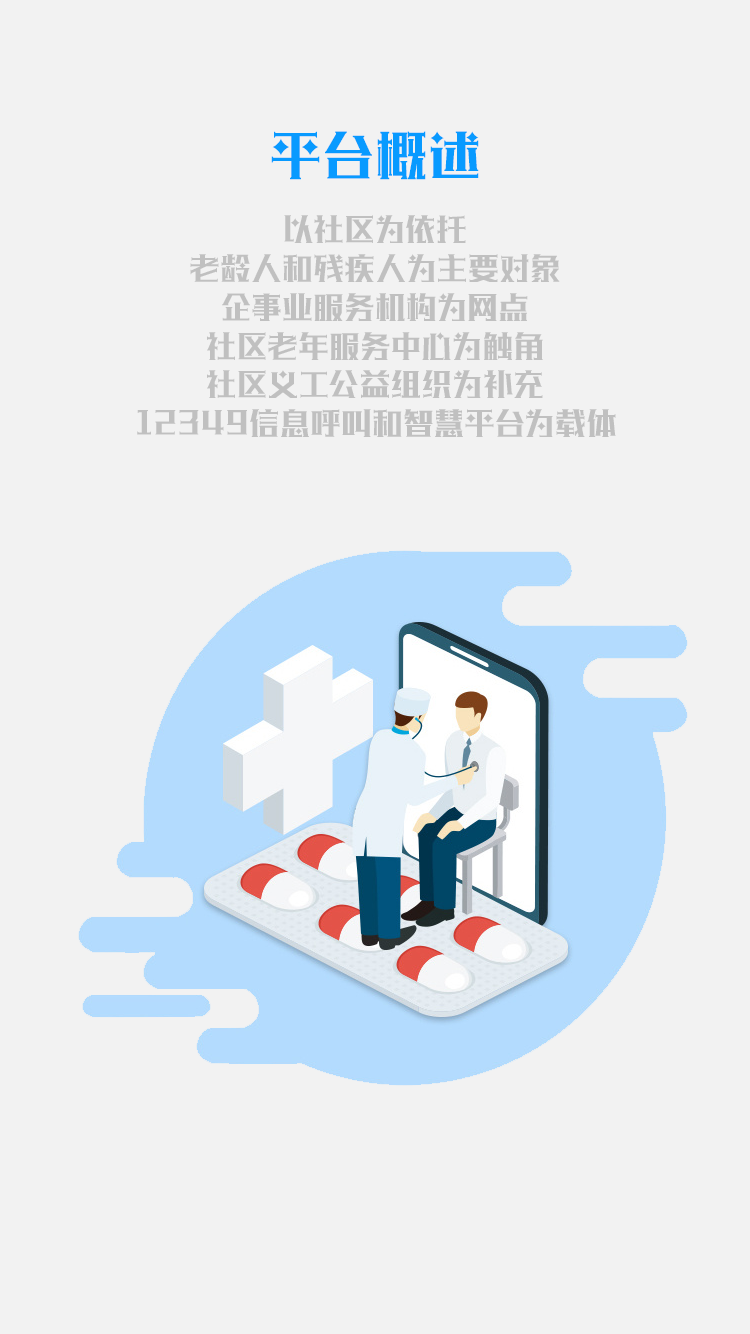 平台概述
以社区为依托
老龄人和残疾人为主要对象
企事业服务机构为网点
社区老年服务中心为触角
社区义工公益组织为补充
12349信息呼叫和智慧平台为载体